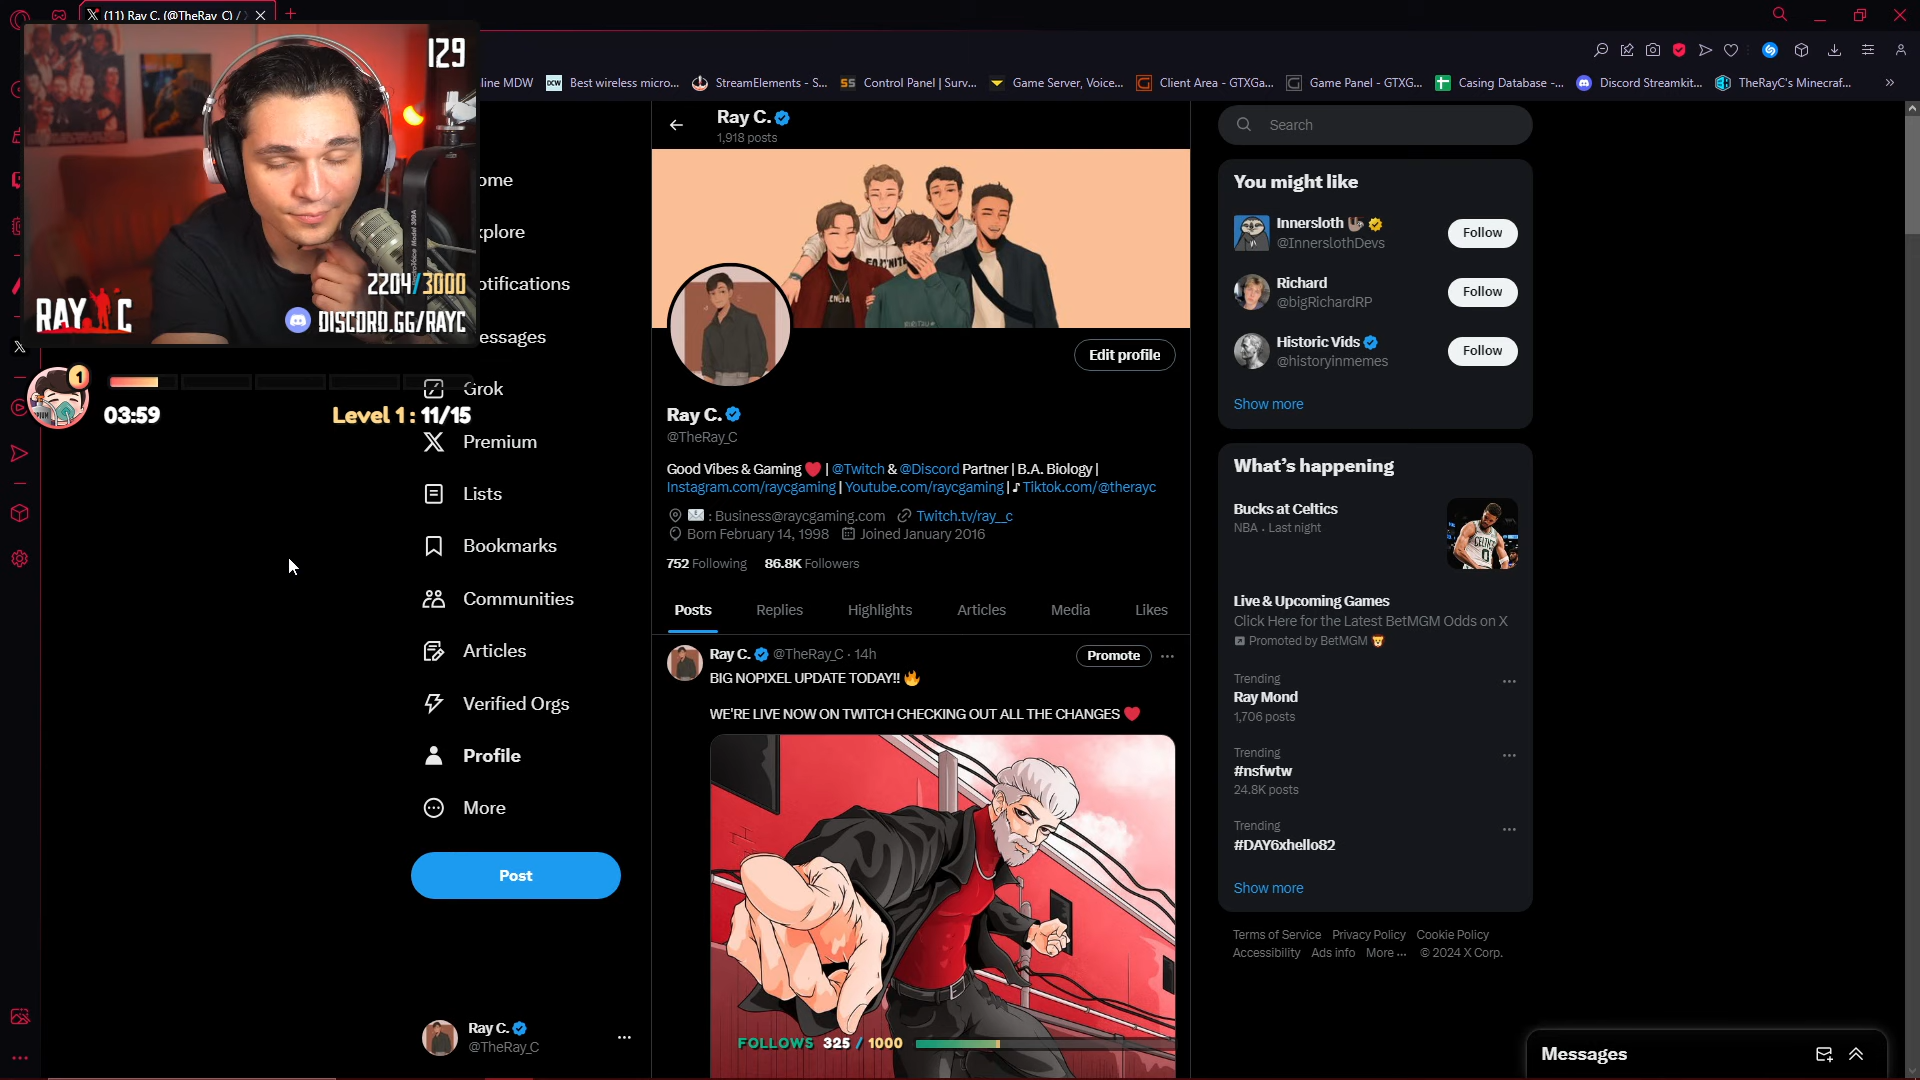 (11) Ray C. (@TheRay_C) /
129
2204/3000
RAY C
DISCORD.GG/RAYC
1
03:59
Level 1 : 11/15
line MDW
DCW Best wireless micro...
StreamElements - S...
SS Control Panel | Surv...
Game Server, Voice...
Client Area - GTXGa...
Game Panel - GTXG...
Casing Database -...
Discord Streamkit...
TheRayC's Minecraf...
ome
xplore
otifications
essages
Grok
Premium
Lists
Bookmarks
Communities
Articles
Verified Orgs
Profile
More
Post
Ray C.
@TheRay_C
Ray C.
1,918 posts
Edit profile
Ray C.
@TheRay_C
Good Vibes & Gaming ❤️ | @Twitch & @Discord Partner | B.A. Biology |
Instagram.com/raycgaming | Youtube.com/raycgaming | ♪ Tiktok.com/@therayc
✉️ : Business@raycgaming.com Twitch.tv/ray__c
Born February 14, 1998 Joined January 2016
752 Following 86.8K Followers
Posts Replies Highlights Articles Media Likes
Ray C. @TheRay_C · 14h
Promote
BIG NOPIXEL UPDATE TODAY!! 🔥
WE'RE LIVE NOW ON TWITCH CHECKING OUT ALL THE CHANGES ❤️
FOLLOWS 325 / 1000
Search
You might like
Innersloth 🦥
@InnerslothDevs
Follow
Richard
@bigRichardRP
Follow
Historic Vids
@historyinmemes
Follow
Show more
What's happening
Bucks at Celtics
NBA · Last night
Live & Upcoming Games
Click Here for the Latest BetMGM Odds on X
Promoted by BetMGM 🦁
Trending
Ray Mond
1,706 posts
Trending
#nsfwtw
24.8K posts
Trending
#DAY6xhello82
Show more
Terms of Service Privacy Policy Cookie Policy
Accessibility Ads info More ··· © 2024 X Corp.
Messages